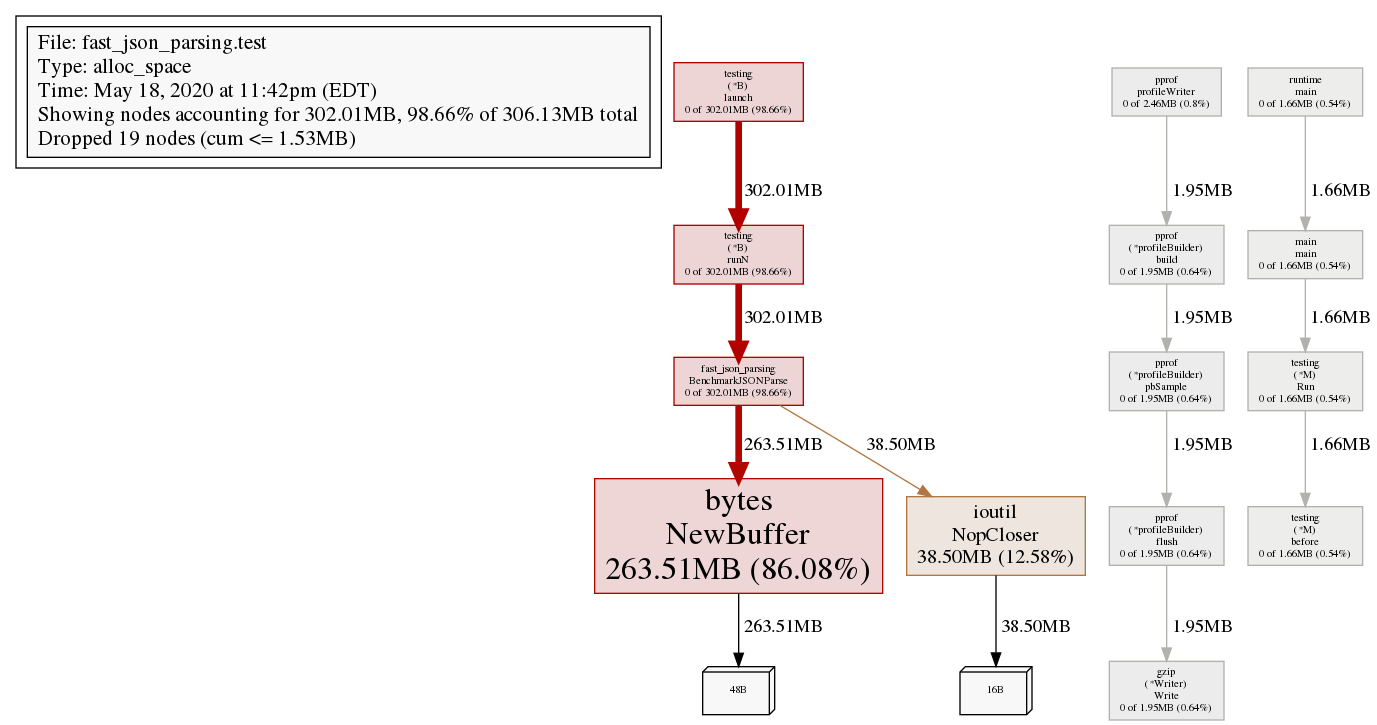 File: fast_json_parsing.test
Type: alloc_space
Time: May 18, 2020 at 11:42pm (EDT)
Showing nodes accounting for 302.01MB, 98.66% of 306.13MB total
Dropped 19 nodes (cum <= 1.53MB)
testing
(*B)
launch
0 of 302.01MB (98.66%)
302.01MB
testing
(*B)
runN
0 of 302.01MB (98.66%)
302.01MB
fast_json_parsing
BenchmarkJSONParse
0 of 302.01MB (98.66%)
263.51MB
38.50MB
bytes
NewBuffer
263.51MB (86.08%)
263.51MB
48B
ioutil
NopCloser
38.50MB (12.58%)
38.50MB
16B
pprof
profileWriter
0 of 2.46MB (0.8%)
1.95MB
pprof
(*profileBuilder)
build
0 of 1.95MB (0.64%)
1.95MB
pprof
(*profileBuilder)
pbSample
0 of 1.95MB (0.64%)
1.95MB
pprof
(*profileBuilder)
flush
0 of 1.95MB (0.64%)
1.95MB
gzip
(*Writer)
Write
0 of 1.95MB (0.64%)
runtime
main
0 of 1.66MB (0.54%)
1.66MB
main
main
0 of 1.66MB (0.54%)
1.66MB
testing
(*M)
Run
0 of 1.66MB (0.54%)
1.66MB
testing
(*M)
before
0 of 1.66MB (0.54%)